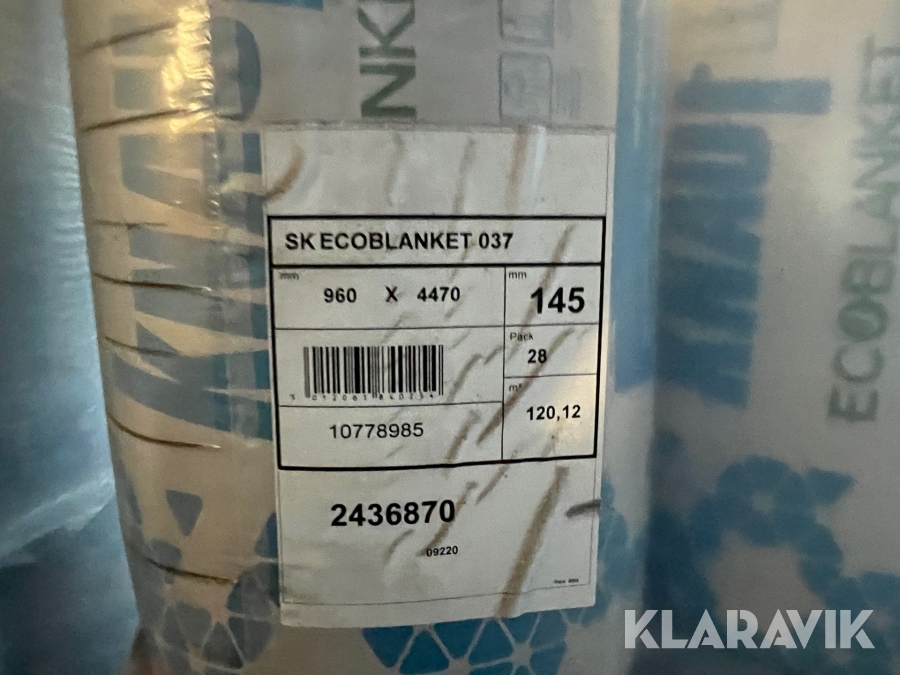 SK ECOBLANKET 037
mm
960 X 4470
mm
145
Pack
28
m²
120,12
10778985
2436870
09220
ECOBLANKET
KLARAVIK